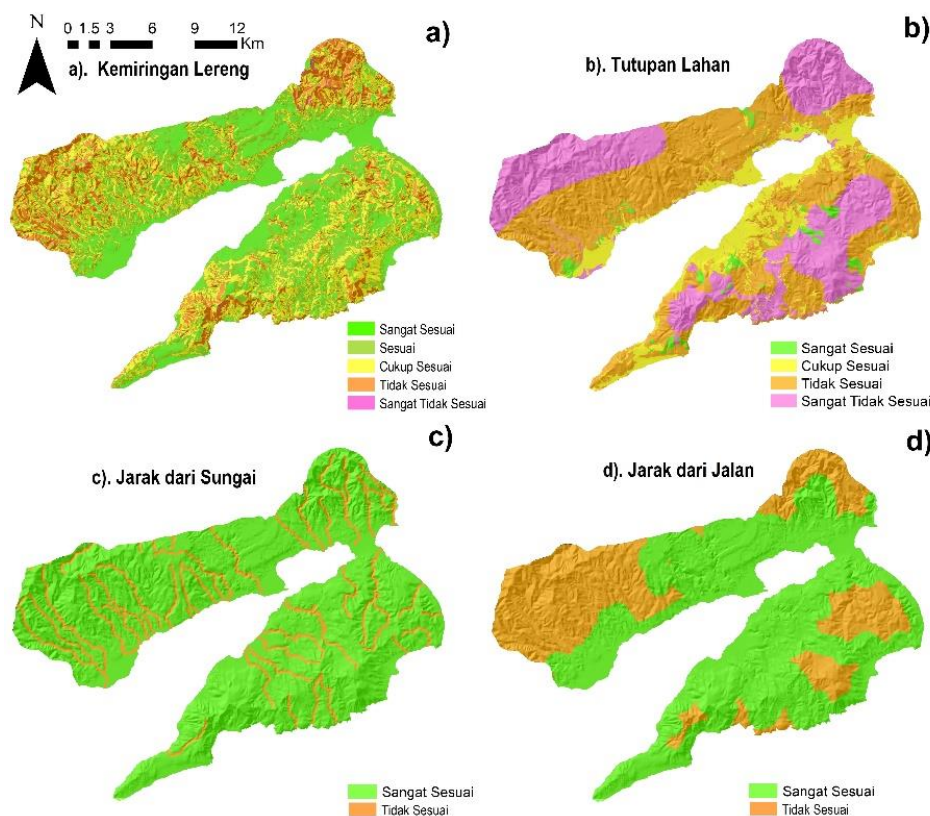 N
0 1.5 3 6 9 12
Km
a)
a). Kemiringan Lereng
Sangat Sesuai
Sesuai
Cukup Sesuai
Tidak Sesuai
Sangat Tidak Sesuai
b)
b). Tutupan Lahan
Sangat Sesuai
Cukup Sesuai
Tidak Sesuai
Sangat Tidak Sesuai
c)
c). Jarak dari Sungai
Sangat Sesuai
Tidak Sesuai
d)
d). Jarak dari Jalan
Sangat Sesuai
Tidak Sesuai